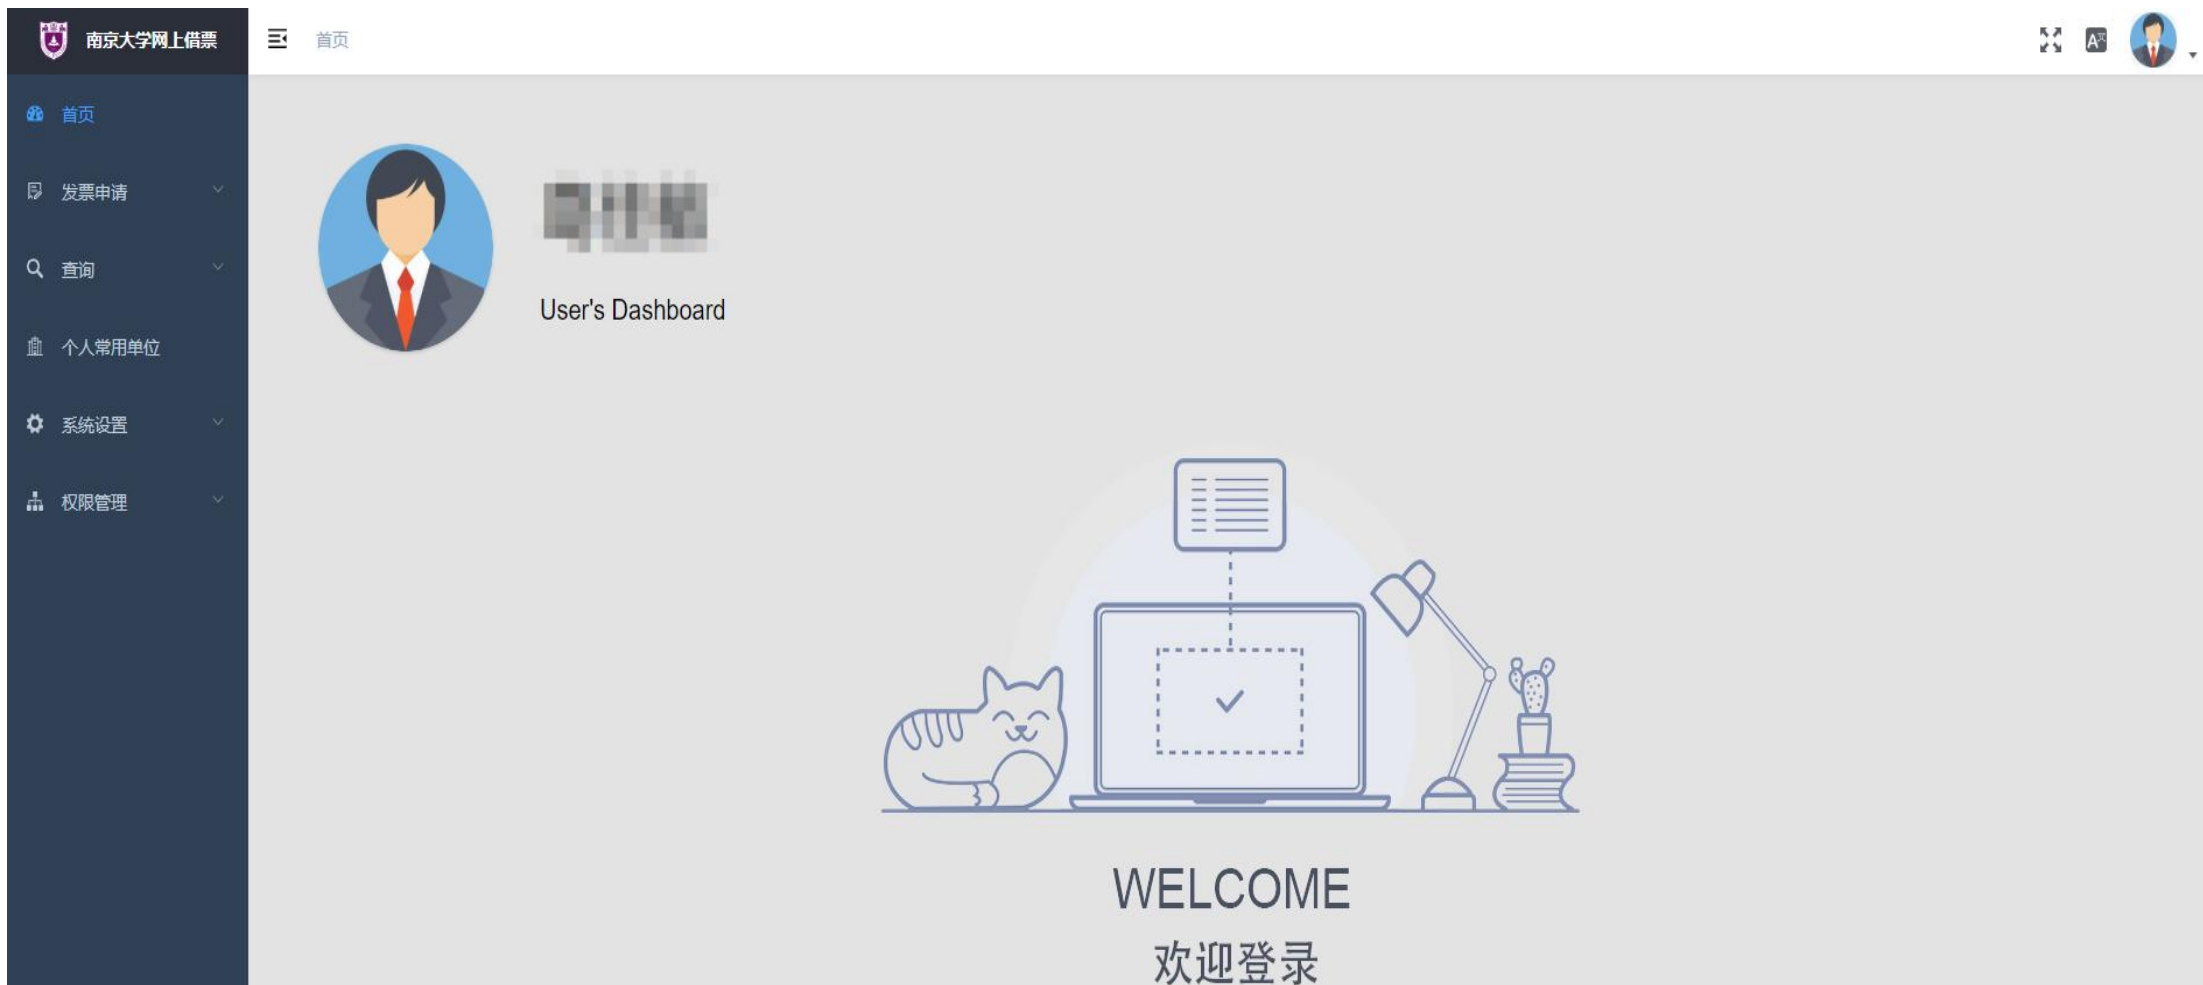 南京大学网上借票
首页
首页
发票申请
查询
个人常用单位
系统设置
权限管理
User's Dashboard
WELCOME
欢迎登录